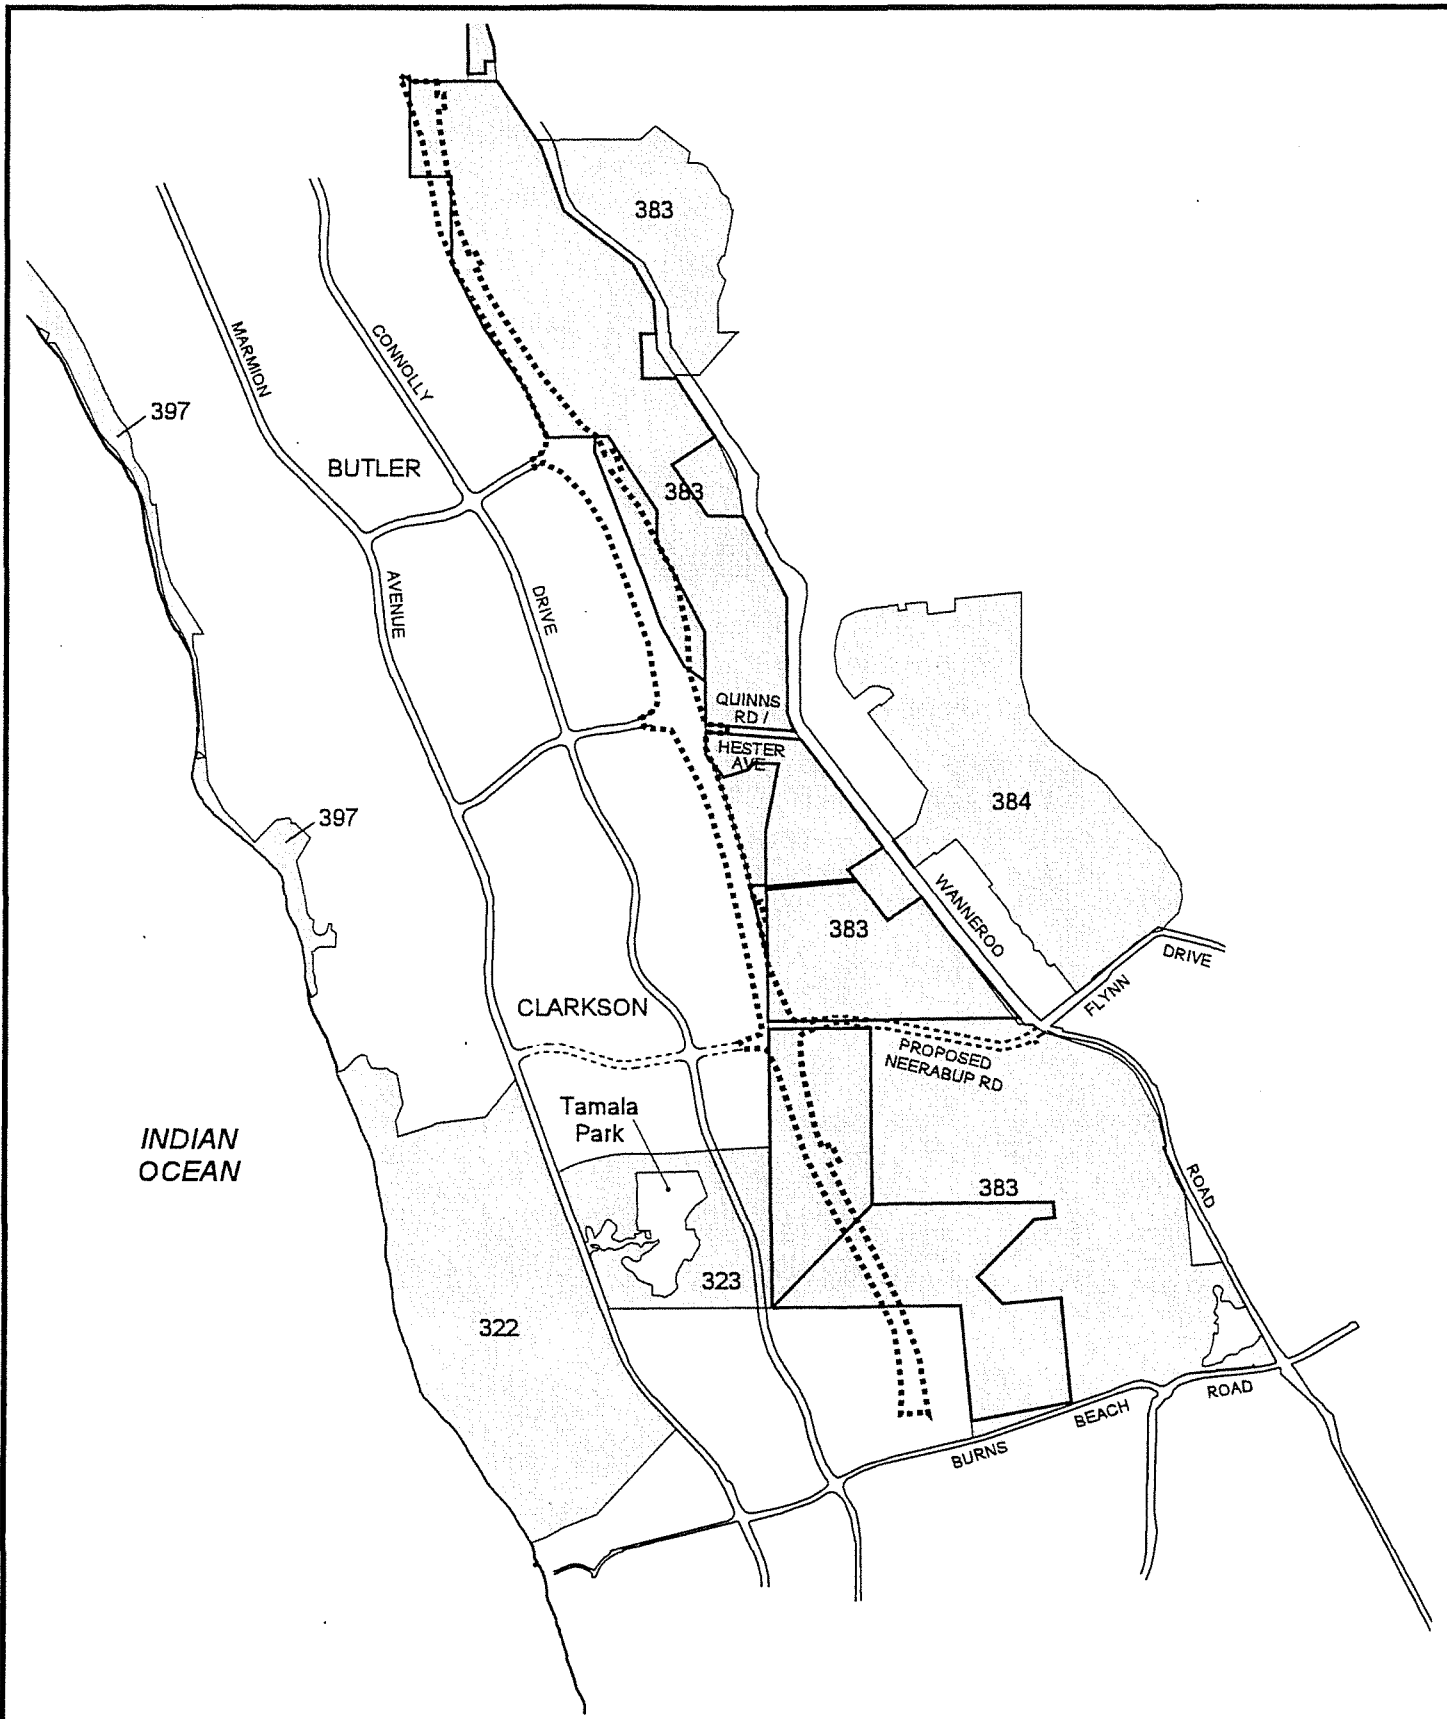 383
MARMION
CONNOLLY
397
BUTLER
383
AVENUE
DRIVE
QUINNS
RD /
HESTER
AVE
384
397
WANNEROO
383
DRIVE
FLYNN
CLARKSON
PROPOSED
NEERABUP RD
Tamala
Park
INDIAN
OCEAN
ROAD
383
323
322
ROAD
BEACH
BURNS